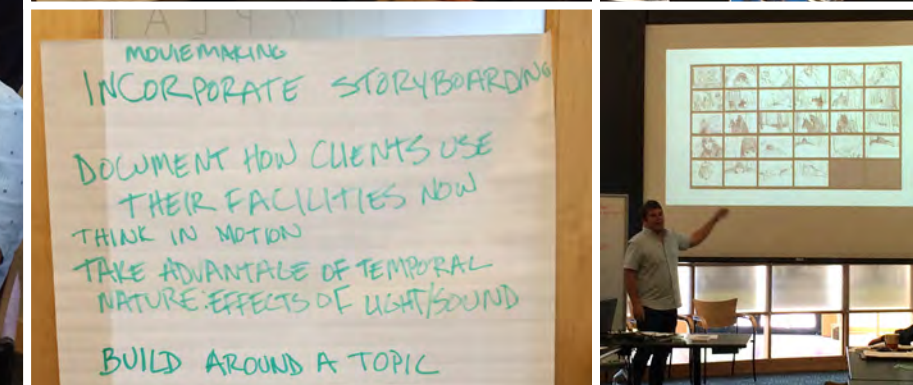 MOVIEMAKING
INCORPORATE STORYBOARDING
DOCUMENT HOW CLIENTS USE
THEIR FACILITIES NOW
THINK IN MOTION
TAKE ADVANTAGE OF TEMPORAL
NATURE: EFFECTS OF LIGHT/SOUND
BUILD AROUND A TOPIC